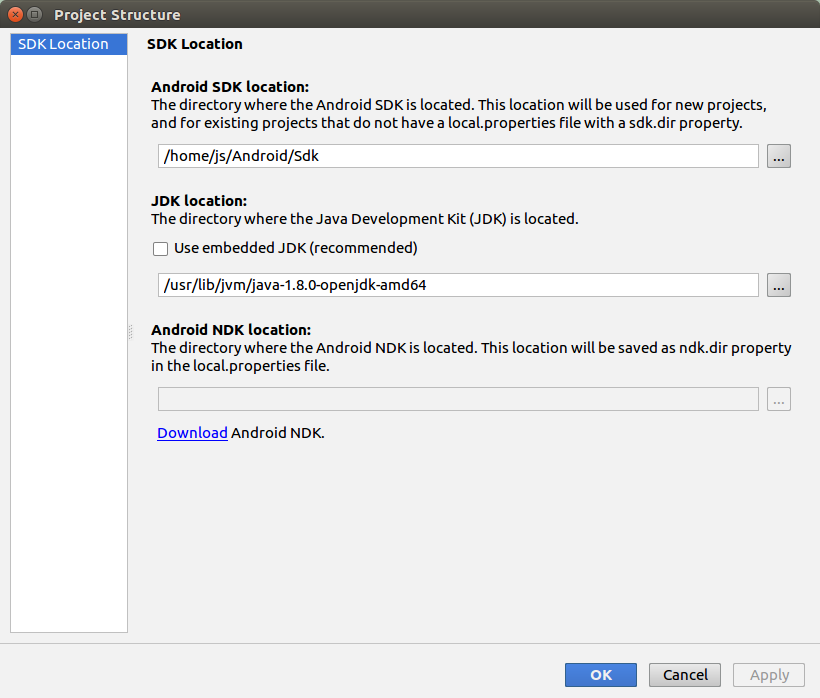 Project Structure
SDK Location
SDK Location
Android SDK location:
The directory where the Android SDK is located. This location will be used for new projects,
and for existing projects that do not have a local.properties file with a sdk.dir property.
/home/js/Android/Sdk
...
JDK location:
The directory where the Java Development Kit (JDK) is located.
Use embedded JDK (recommended)
/usr/lib/jvm/java-1.8.0-openjdk-amd64
...
Android NDK location:
The directory where the Android NDK is located. This location will be saved as ndk.dir property
in the local.properties file.
...
Download Android NDK.
OK Cancel Apply